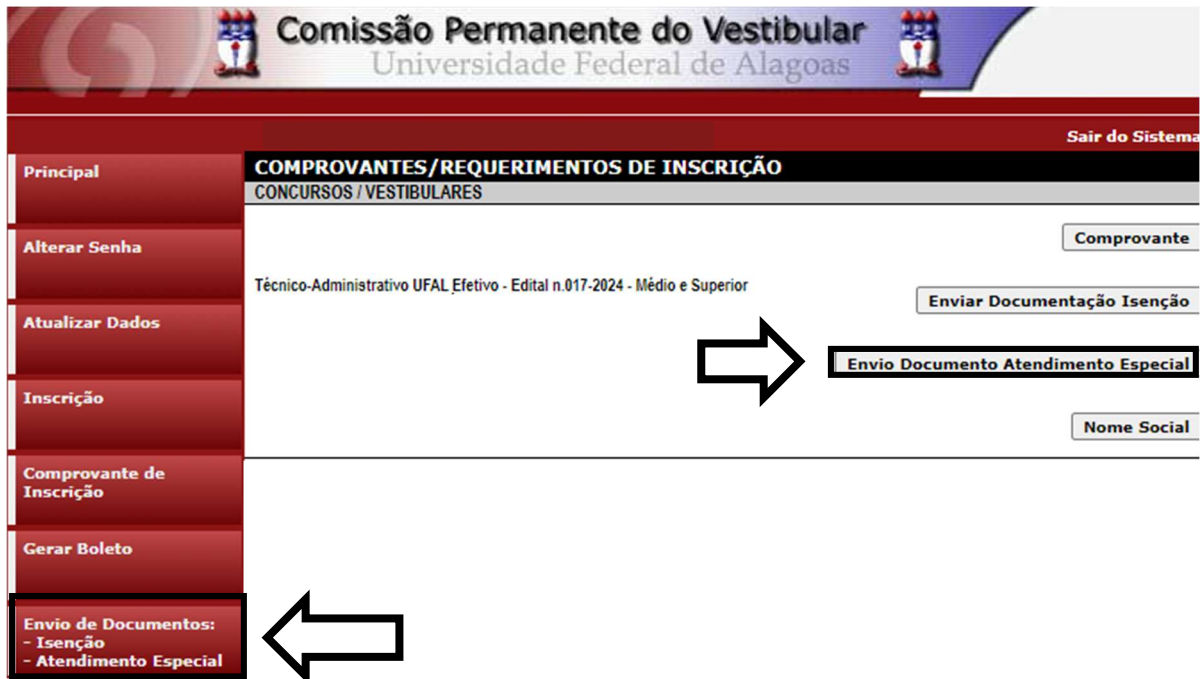 Comissão Permanente do Vestibular
Universidade Federal de Alagoas
Sair do Sistema
Principal
Alterar Senha
Atualizar Dados
Inscrição
Comprovante de
Inscrição
Gerar Boleto
Envio de Documentos:
- Isenção
- Atendimento Especial
COMPROVANTES/REQUERIMENTOS DE INSCRIÇÃO
CONCURSOS / VESTIBULARES
Comprovante
Técnico-Administrativo UFAL Efetivo - Edital n.017-2024 - Médio e Superior
Enviar Documentação Isenção
Envio Documento Atendimento Especial
Nome Social